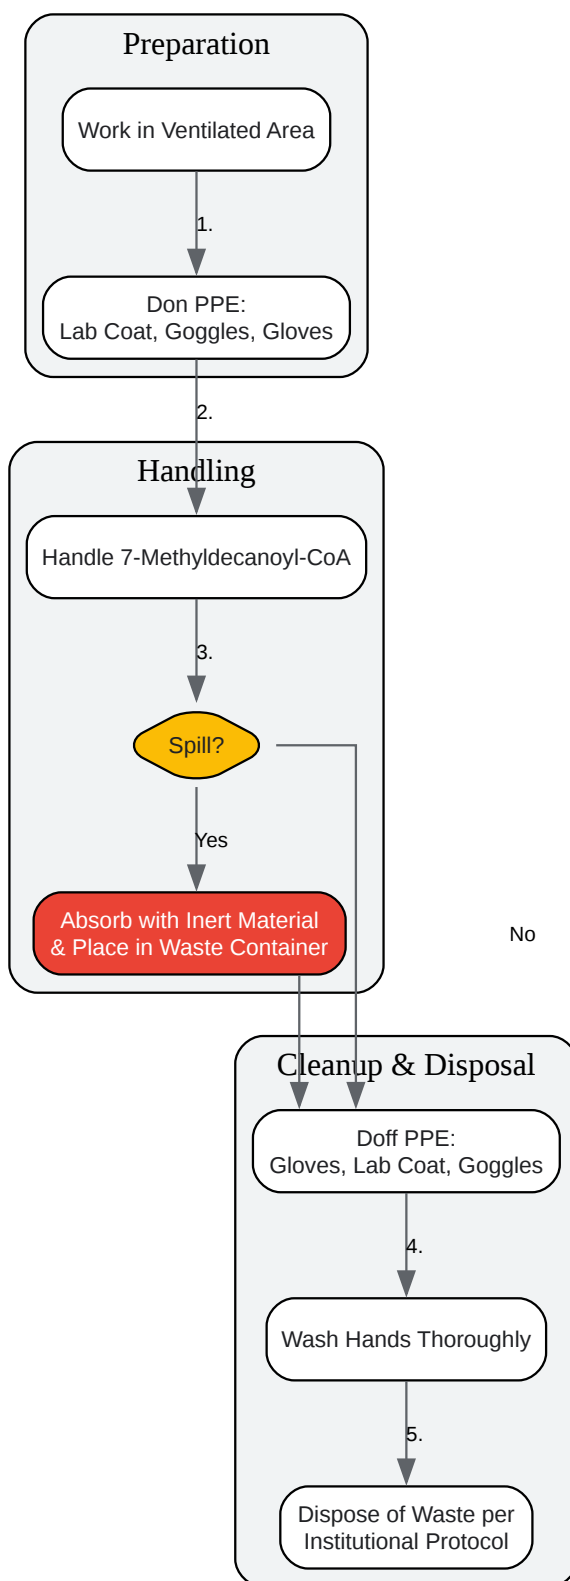 Preparation
Work in Ventilated Area
1.
Don PPE:
Lab Coat, Goggles, Gloves
2.
Handling
Handle 7-Methyldecanoyl-CoA
3.
Spill?
Yes
Absorb with Inert Material
& Place in Waste Container
No
Cleanup & Disposal
Doff PPE:
Gloves, Lab Coat, Goggles
4.
Wash Hands Thoroughly
5.
Dispose of Waste per
Institutional Protocol